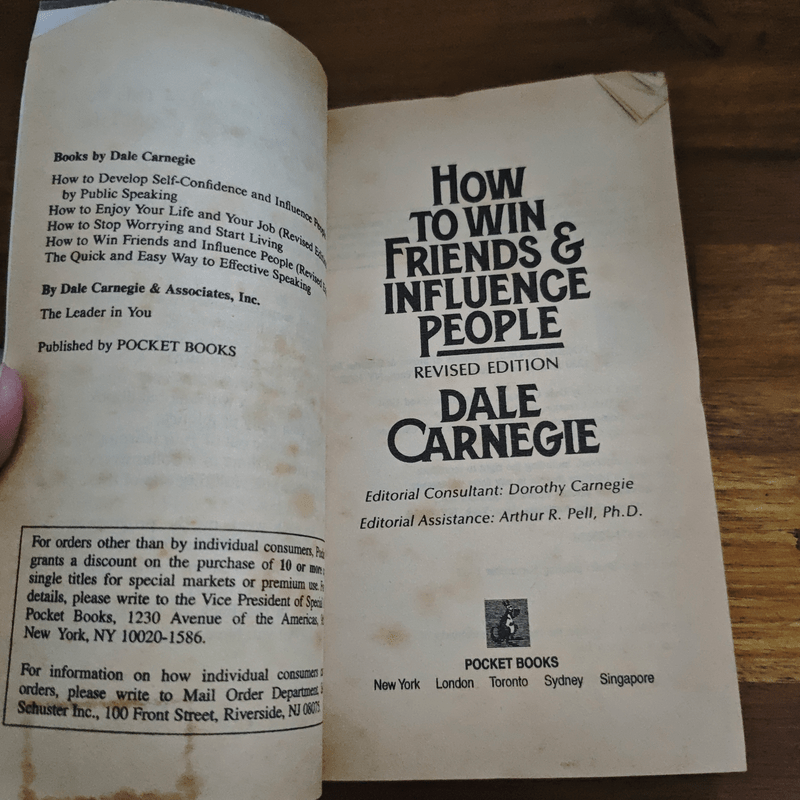 Books by Dale Carnegie
How to Develop Self-Confidence and Influence
by Public Speaking
How to Enjoy Your Life and Your Job (Revised
How to Stop Worrying and Start Living
How to Win Friends and Influence People (Revised
The Quick and Easy Way to Effective Speaking
By Dale Carnegie & Associates, Inc.
The Leader in You
Published by POCKET BOOKS
For orders other than by individual consumers,
grants a discount on the purchase of 10 or more
single titles for special markets or premium use.
details, please write to the Vice President of
Pocket Books, 1230 Avenue of the Americas,
New York, NY 10020-1586.
For information on how individual consumers
orders, please write to Mail Order Department,
Schuster Inc., 100 Front Street, Riverside, NJ 08075
HOW
TO WIN
FRIENDS &
INFLUENCE
PEOPLE
REVISED EDITION
DALE
CARNEGIE
Editorial Consultant: Dorothy Carnegie
Editorial Assistance: Arthur R. Pell, Ph.D.
POCKET BOOKS
New York London Toronto Sydney Singapore